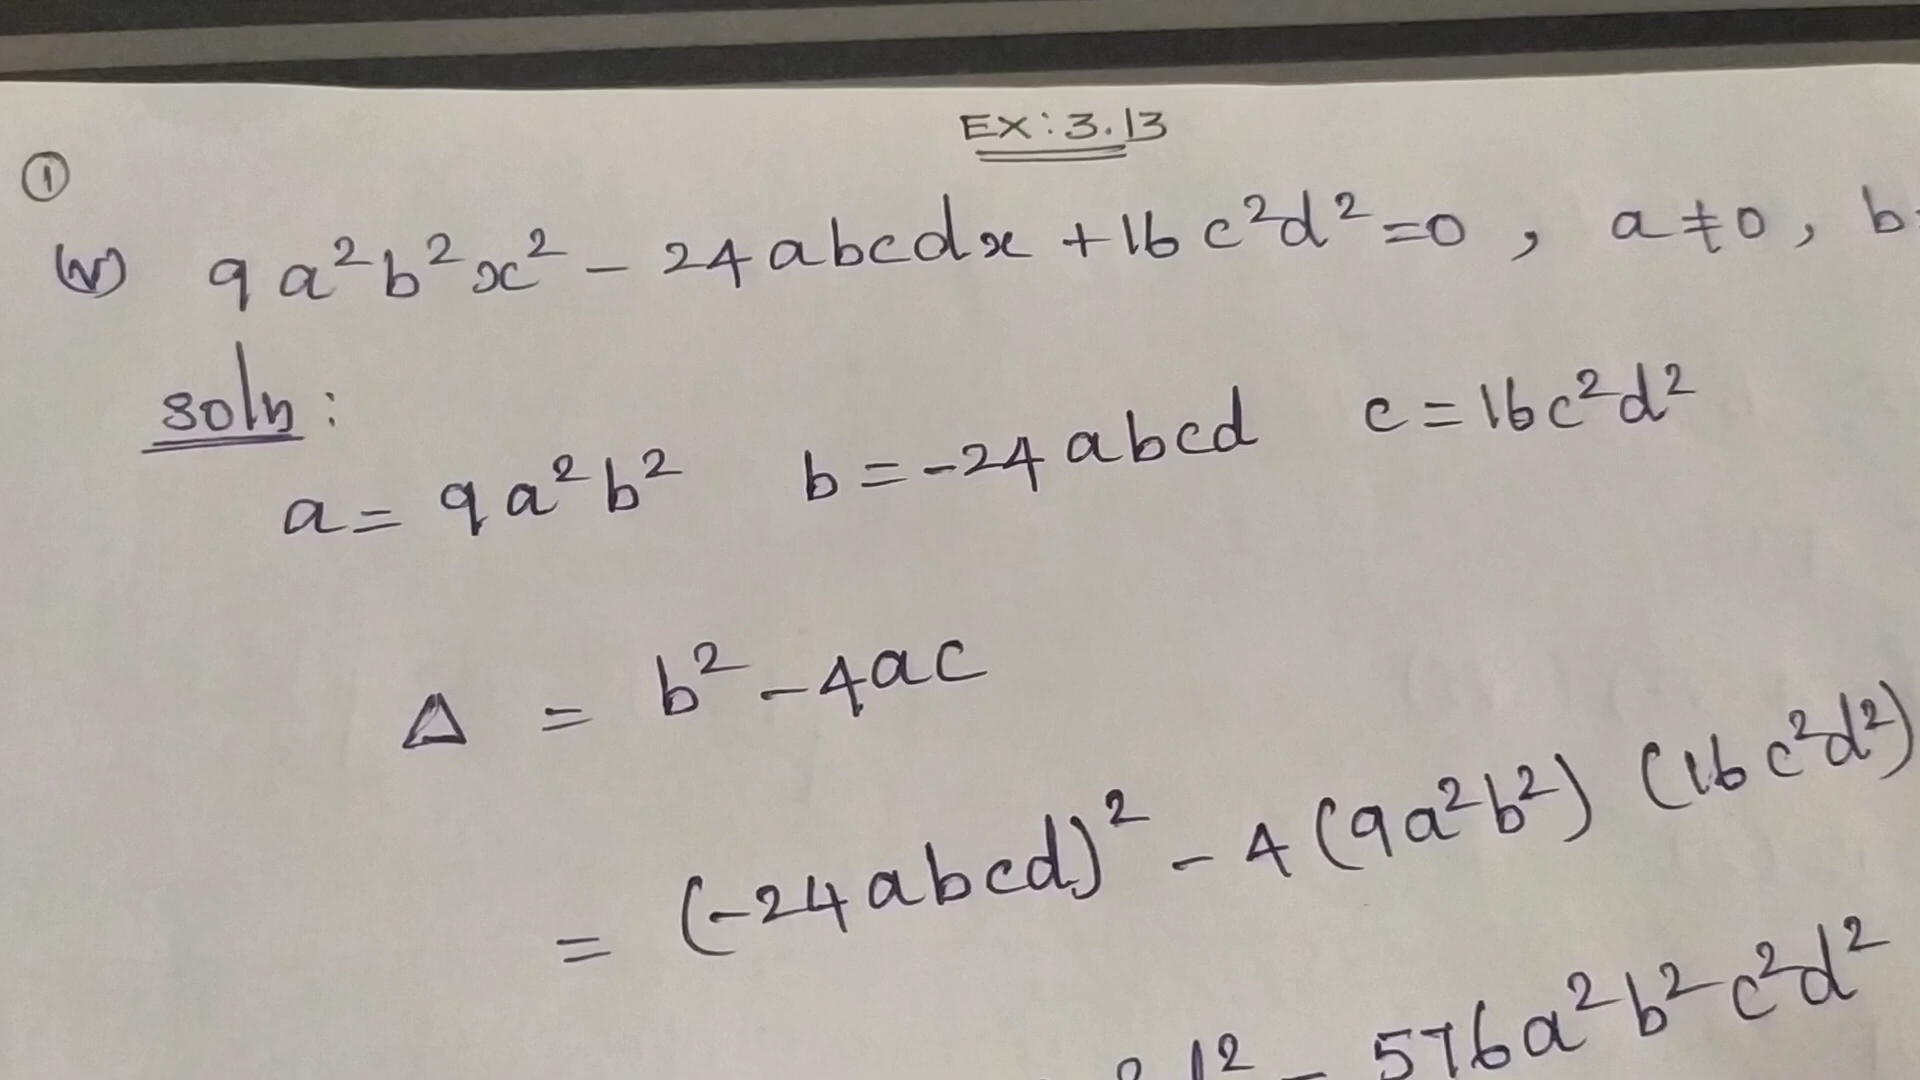 EX: 3.13
①
(v) 9a²b²x² - 24abcdx + 16c²d² = 0, a ≠ 0, b
soln:
a = 9a²b² b = -24abcd c = 16c²d²
Δ = b² - 4ac
= (-24abcd)² - 4(9a²b²)(16c²d²)
d² - 576a²b²c²d²